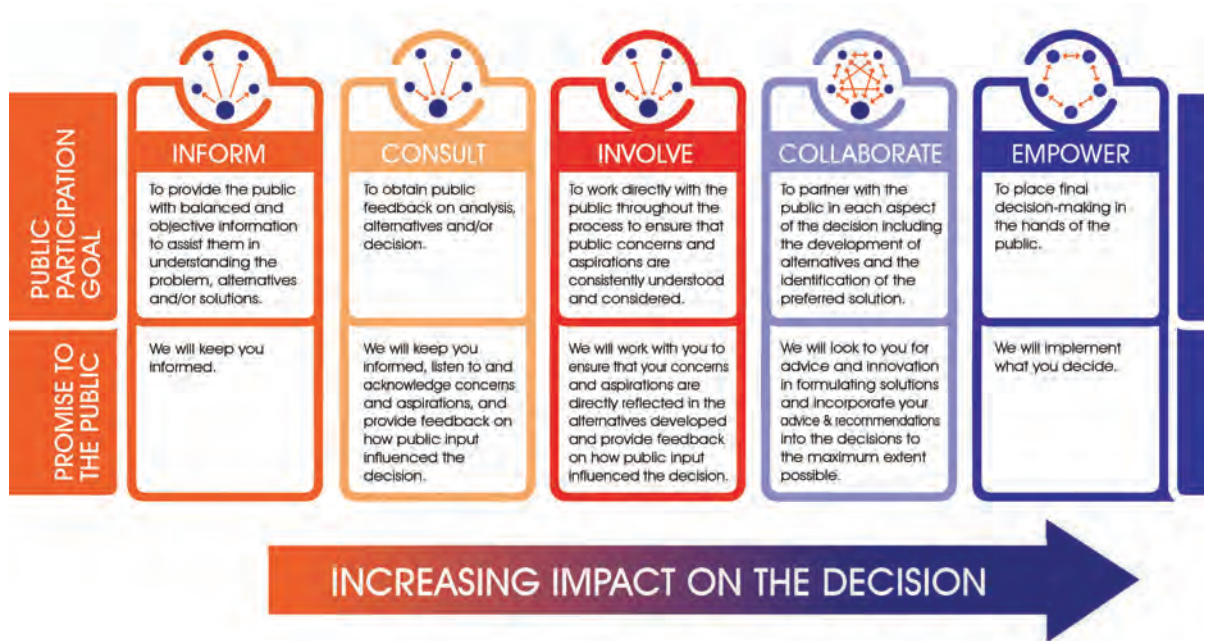 PUBLIC
PARTICIPATION
GOAL
INFORM
To provide the public
with balanced and
objective information
to assist them in
understanding the
problem, alternatives
and/or solutions.
CONSULT
To obtain public
feedback on analysis,
alternatives and/or
decision.
INVOLVE
To work directly with the
public throughout the
process to ensure that
public concerns and
aspirations are
consistently understood
and considered.
COLLABORATE
To partner with the
public in each aspect
of the decision including
the development of
alternatives and the
identification of the
preferred solution.
EMPOWER
To place final
decision-making in
the hands of the
public.
PROMISE TO
THE PUBLIC
We will keep you
informed.
We will keep you
informed, listen to and
acknowledge concerns
and aspirations, and
provide feedback on
how public input
influenced the
decision.
We will work with you to
ensure that your concerns
and aspirations are
directly reflected in the
alternatives developed
and provide feedback
on how public input
influenced the decision.
We will look to you for
advice and innovation
in formulating solutions
and incorporate your
advice & recommendations
into the decisions to
the maximum extent
possible.
We will implement
what you decide.
INCREASING IMPACT ON THE DECISION